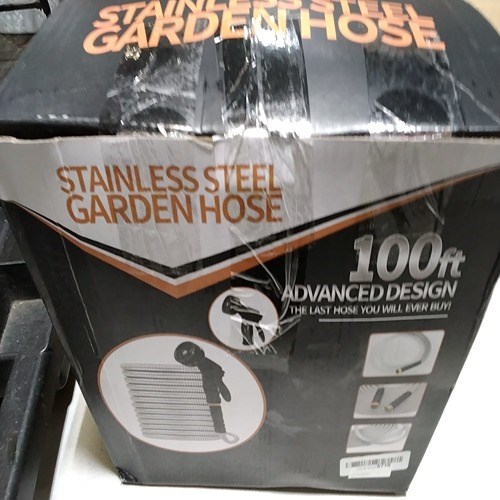 STAINLESS STEEL
GARDEN HOSE
STAINLESS STEEL
GARDEN HOSE
100ft
ADVANCED DESIGN
THE LAST HOSE YOU WILL EVER BUY!